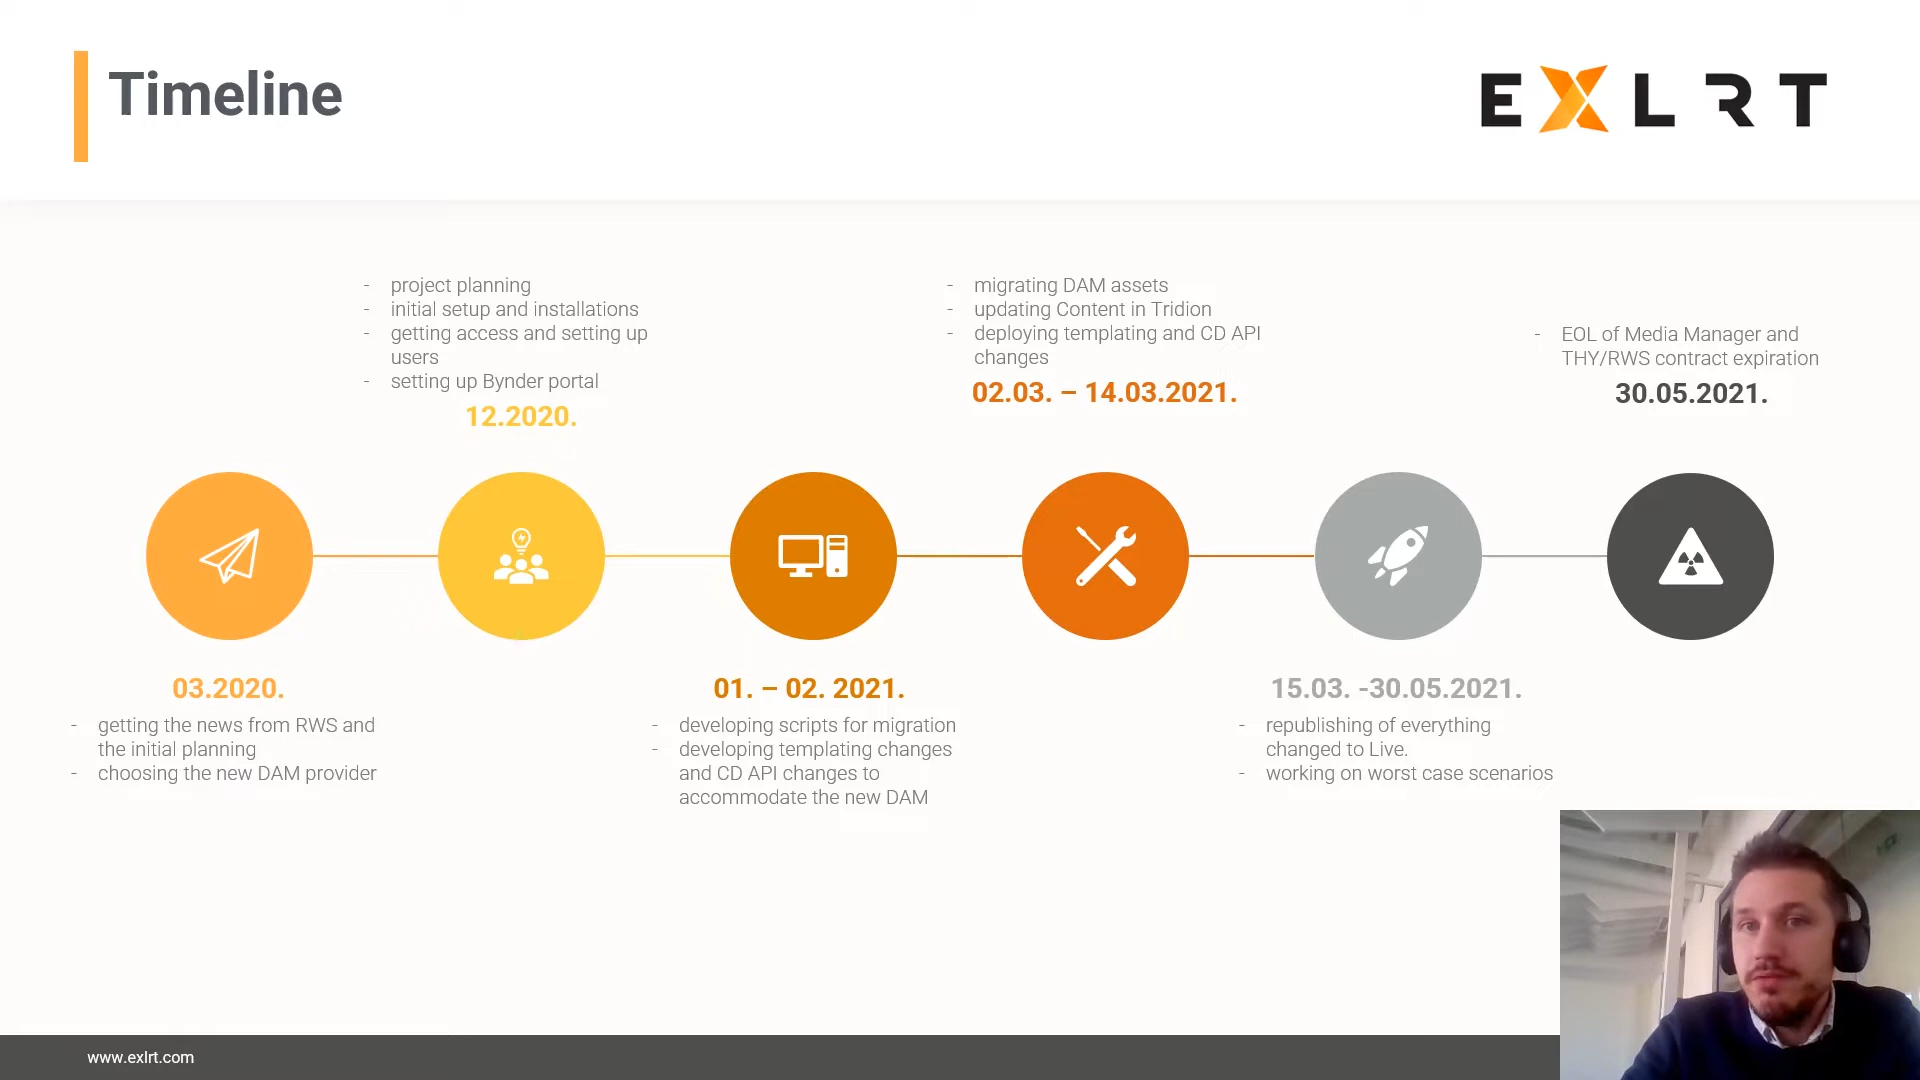 Timeline
EXLRT
- project planning
- initial setup and installations
- getting access and setting up
users
- setting up Bynder portal
12.2020.
- migrating DAM assets
- updating Content in Tridion
- deploying templating and CD API
changes
02.03. – 14.03.2021.
- EOL of Media Manager and
THY/RWS contract expiration
30.05.2021.
03.2020.
- getting the news from RWS and
the initial planning
- choosing the new DAM provider
01. – 02. 2021.
- developing scripts for migration
- developing templating changes
and CD API changes to
accommodate the new DAM
15.03. -30.05.2021.
- republishing of everything
changed to Live.
- working on worst case scenarios
www.exlrt.com